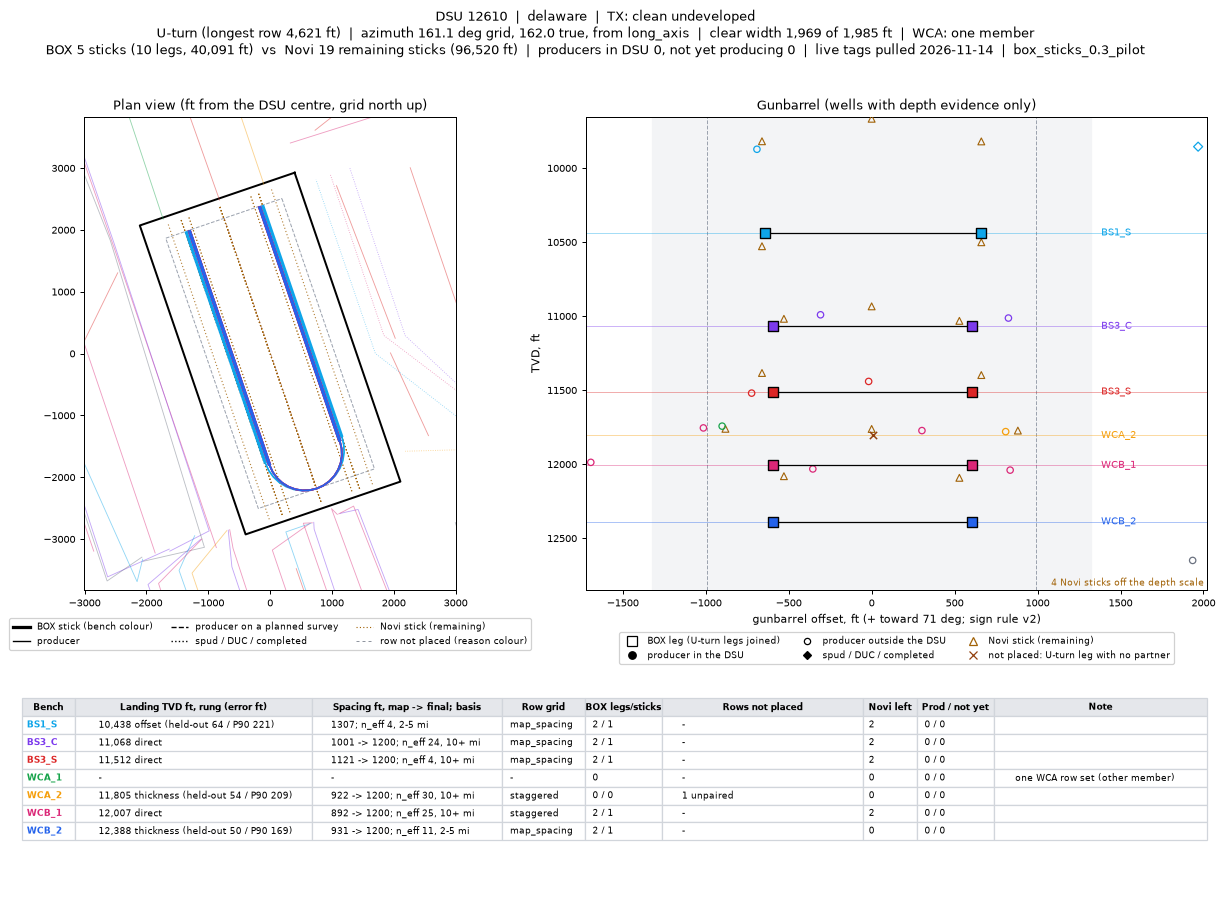 DSU 12610 | delaware | TX: clean undeveloped
U-turn (longest row 4,621 ft) | azimuth 161.1 deg grid, 162.0 true, from long_axis | clear width 1,969 of 1,985 ft | WCA: one member
BOX 5 sticks (10 legs, 40,091 ft) vs Novi 19 remaining sticks (96,520 ft) | producers in DSU 0, not yet producing 0 | live tags pulled 2026-11-14 | box_sticks_0.3_pilot
Plan view (ft from the DSU centre, grid north up)
3000
2000
1000
0
−1000
−2000
−3000
−3000 −2000 −1000 0 1000 2000 3000
BOX stick (bench colour)
producer
producer on a planned survey
spud / DUC / completed
Novi stick (remaining)
row not placed (reason colour)
Gunbarrel (wells with depth evidence only)
TVD, ft
10000
10500
11000
11500
12000
12500
BS1_S
BS3_C
BS3_S
WCA_2
WCB_1
WCB_2
4 Novi sticks off the depth scale
−1500 −1000 −500 0 500 1000 1500 2000
gunbarrel offset, ft (+ toward 71 deg; sign rule v2)
BOX leg (U-turn legs joined)
producer in the DSU
producer outside the DSU
spud / DUC / completed
Novi stick (remaining)
not placed: U-turn leg with no partner
Bench Landing TVD ft, rung (error ft) Spacing ft, map -> final; basis Row grid BOX legs/sticks Rows not placed Novi left Prod / not yet Note
BS1_S 10,438 offset (held-out 64 / P90 221) 1307; n_eff 4, 2-5 mi map_spacing 2 / 1 - 2 0 / 0
BS3_C 11,068 direct 1001 -> 1200; n_eff 24, 10+ mi map_spacing 2 / 1 - 2 0 / 0
BS3_S 11,512 direct 1121 -> 1200; n_eff 4, 10+ mi map_spacing 2 / 1 - 2 0 / 0
WCA_1 - - - 0 - 0 0 / 0 one WCA row set (other member)
WCA_2 11,805 thickness (held-out 54 / P90 209) 922 -> 1200; n_eff 30, 10+ mi staggered 0 / 0 1 unpaired 0 0 / 0
WCB_1 12,007 direct 892 -> 1200; n_eff 25, 10+ mi staggered 2 / 1 - 2 0 / 0
WCB_2 12,388 thickness (held-out 50 / P90 169) 931 -> 1200; n_eff 11, 2-5 mi map_spacing 2 / 1 - 0 0 / 0